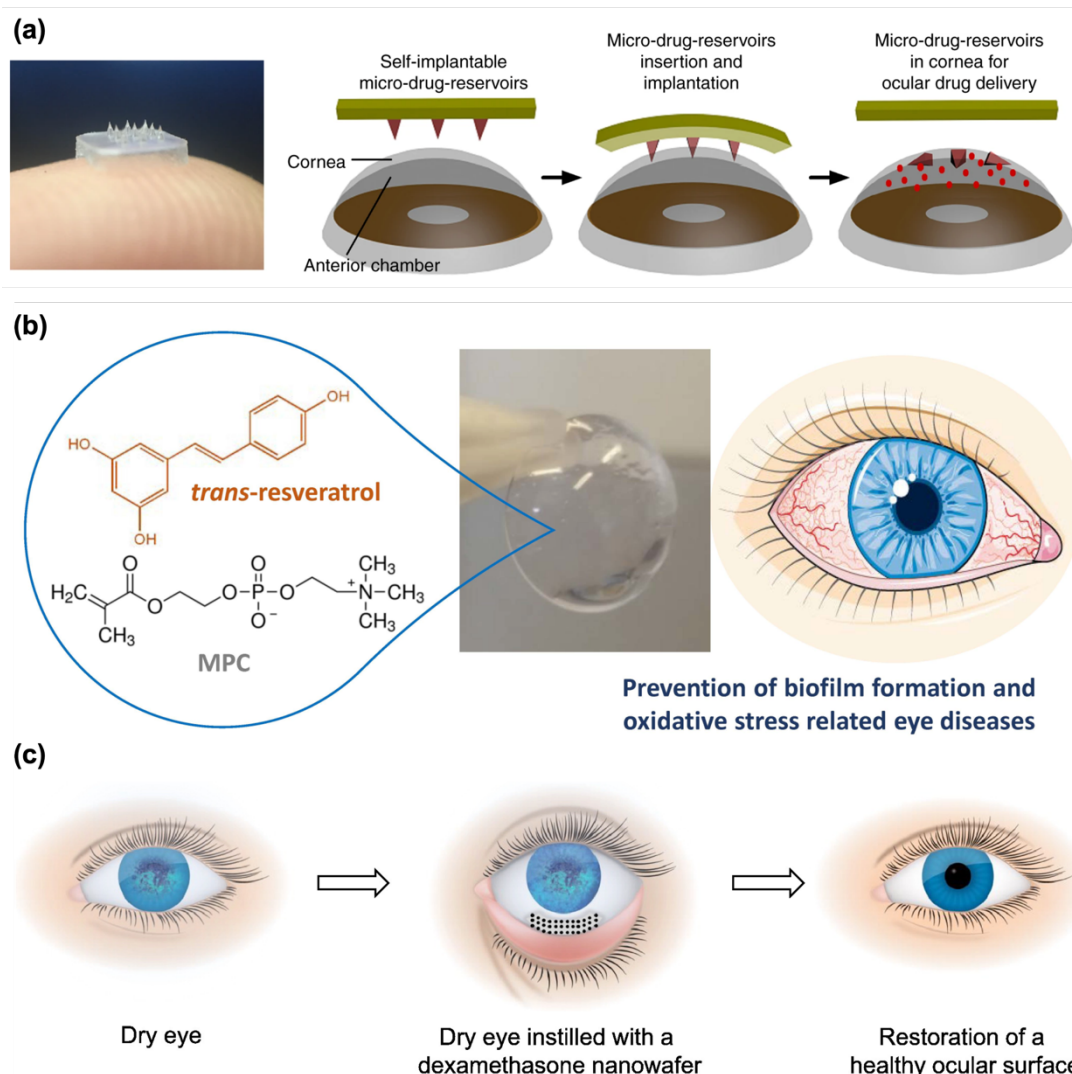 (a)
Self-implantable
micro-drug-reservoirs
Micro-drug-reservoirs
insertion and
implantation
Micro-drug-reservoirs
in cornea for
ocular drug delivery
Cornea
Anterior chamber
(b)
OH
HO
trans-resveratrol
OH
O
O
CH3
H2C
O
O
P
O
+
N
CH3
O
−
CH3
CH3
MPC
Prevention of biofilm formation and
oxidative stress related eye diseases
(c)
Dry eye
Dry eye instilled with a
dexamethasone nanowafer
Restoration of a
healthy ocular surface